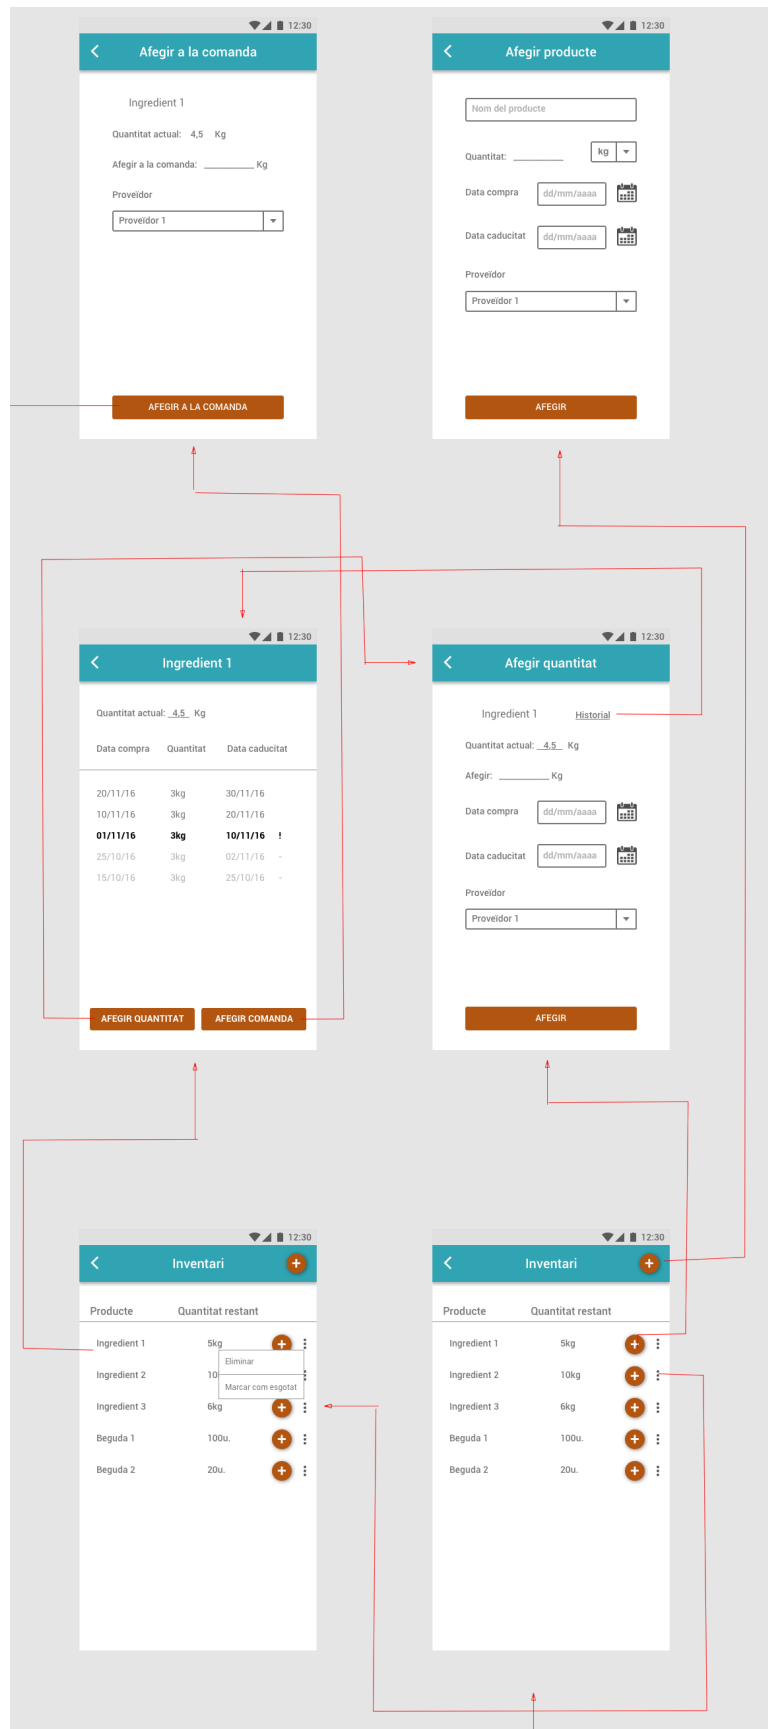 12:30
Afegir a la comanda
Ingredient 1
Quantitat actual: 4,5 Kg
Afegir a la comanda: __________ Kg
Proveïdor
Proveïdor 1
AFEGIR A LA COMANDA
12:30
Afegir producte
Nom del producte
Quantitat: __________ kg
Data compra dd/mm/aaaa
Data caducitat dd/mm/aaaa
Proveïdor
Proveïdor 1
AFEGIR
12:30
Ingredient 1
Quantitat actual: 4,5 Kg
Data compra Quantitat Data caducitat
20/11/16 3kg 30/11/16
10/11/16 3kg 20/11/16
01/11/16 3kg 10/11/16 !
25/10/16 3kg 02/11/16 -
15/10/16 3kg 25/10/16 -
AFEGIR QUANTITAT AFEGIR COMANDA
12:30
Afegir quantitat
Ingredient 1 Historial
Quantitat actual: 4,5 Kg
Afegir: __________ Kg
Data compra dd/mm/aaaa
Data caducitat dd/mm/aaaa
Proveïdor
Proveïdor 1
AFEGIR
12:30
Inventari +
Producte Quantitat restant
Ingredient 1 5kg +
Eliminar
Ingredient 2 10
Marcar com esgotat
Ingredient 3 6kg +
Beguda 1 100u. +
Beguda 2 20u. +
12:30
Inventari +
Producte Quantitat restant
Ingredient 1 5kg +
Ingredient 2 10kg +
Ingredient 3 6kg +
Beguda 1 100u. +
Beguda 2 20u. +